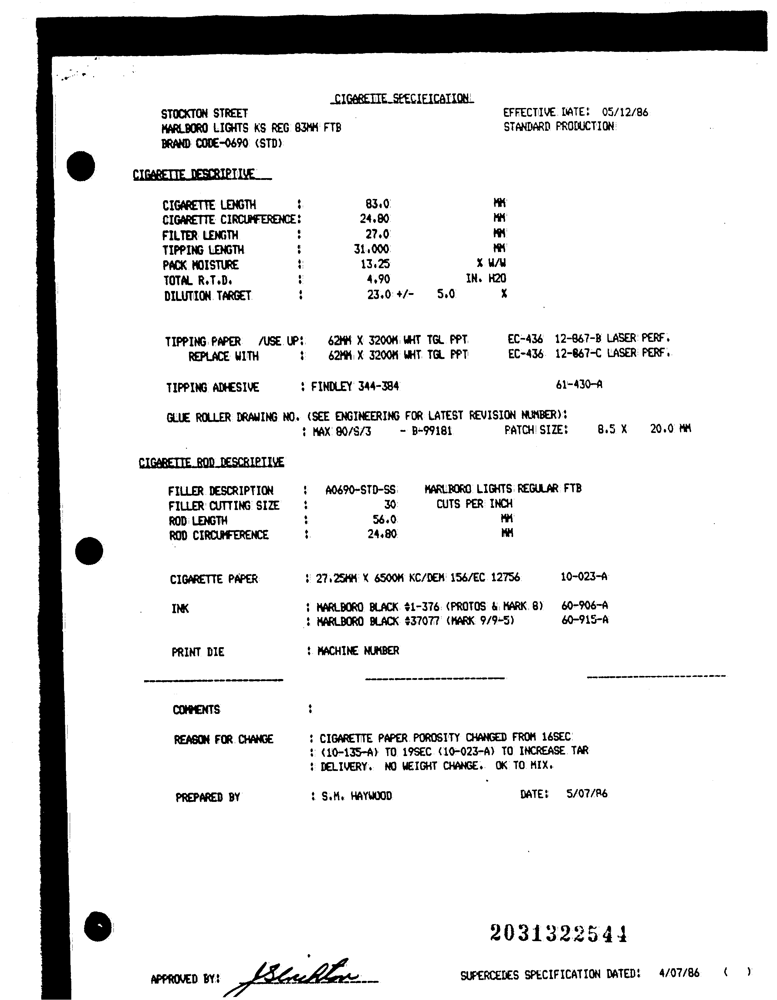 CIGARETTE SPECIFICATION
STOCKTON STREET EFFECTIVE DATE: 05/12/86
MARLBORO LIGHTS KS REG 83MM FTB STANDARD PRODUCTION
BRAND CODE-0690 (STD)
CIGARETTE DESCRIPTIVE
CIGARETTE LENGTH : 83.0 MM
CIGARETTE CIRCUMFERENCE: 24.80 MM
FILTER LENGTH : 27.0 MM
TIPPING LENGTH : 31.000 MM
PACK MOISTURE : 13.25 % W/W
TOTAL R.T.D. : 4.90 IN. H2O
DILUTION TARGET : 23.0 +/- 5.0 %
TIPPING PAPER /USE UP: 62MM X 3200M WHT TGL PPT EC-436 12-867-B LASER PERF.
REPLACE WITH : 62MM X 3200M WHT TGL PPT EC-436 12-867-C LASER PERF.
TIPPING ADHESIVE : FINDLEY 344-384 61-430-A
GLUE ROLLER DRAWING NO. (SEE ENGINEERING FOR LATEST REVISION NUMBER):
: MAX 80/S/3 - B-99181 PATCH SIZE: 8.5 X 20.0 MM
CIGARETTE ROD DESCRIPTIVE
FILLER DESCRIPTION : A0690-STD-SS MARLBORO LIGHTS REGULAR FTB
FILLER CUTTING SIZE : 30 CUTS PER INCH
ROD LENGTH : 56.0 MM
ROD CIRCUMFERENCE : 24.80 MM
CIGARETTE PAPER : 27.25MM X 6500M KC/DEM 156/EC 12756 10-023-A
INK : MARLBORO BLACK #1-376 (PROTOS & MARK 8) 60-906-A
: MARLBORO BLACK #37077 (MARK 9/9-5) 60-915-A
PRINT DIE : MACHINE NUMBER
COMMENTS :
REASON FOR CHANGE : CIGARETTE PAPER POROSITY CHANGED FROM 16SEC
: (10-135-A) TO 19SEC (10-023-A) TO INCREASE TAR
: DELIVERY. NO WEIGHT CHANGE. OK TO MIX.
PREPARED BY : S.M. HAYWOOD DATE: 5/07/86
2031322544
APPROVED BY: SUPERCEDES SPECIFICATION DATED: 4/07/86 ( )